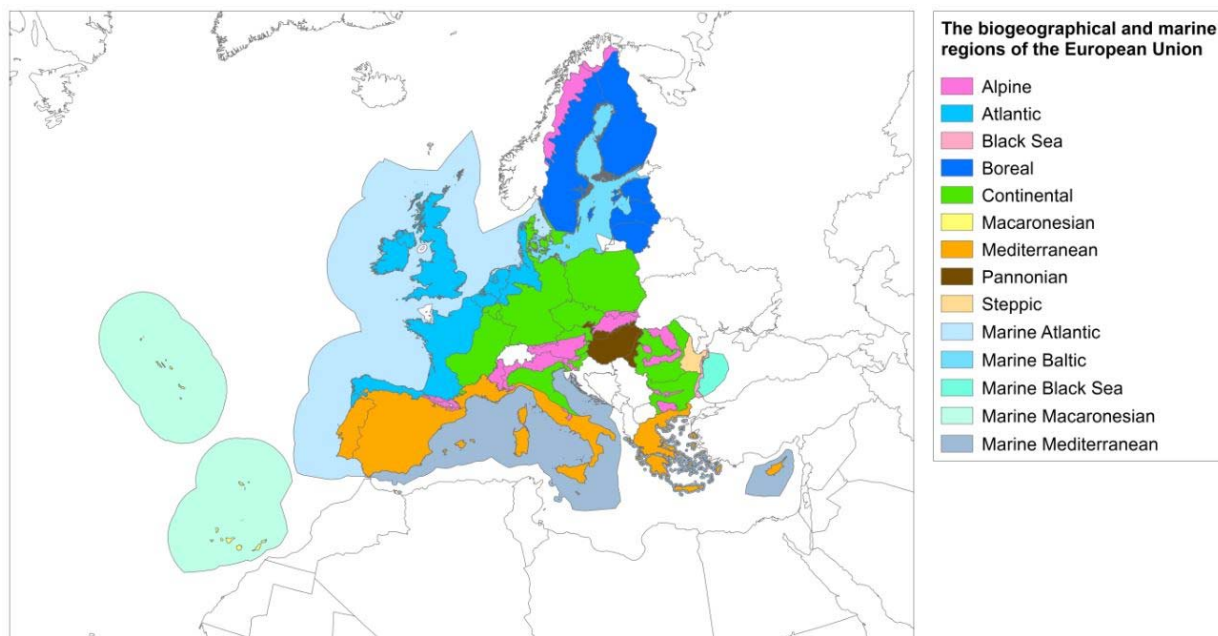 The biogeographical and marine
regions of the European Union
Alpine
Atlantic
Black Sea
Boreal
Continental
Macaronesian
Mediterranean
Pannonian
Steppic
Marine Atlantic
Marine Baltic
Marine Black Sea
Marine Macaronesian
Marine Mediterranean